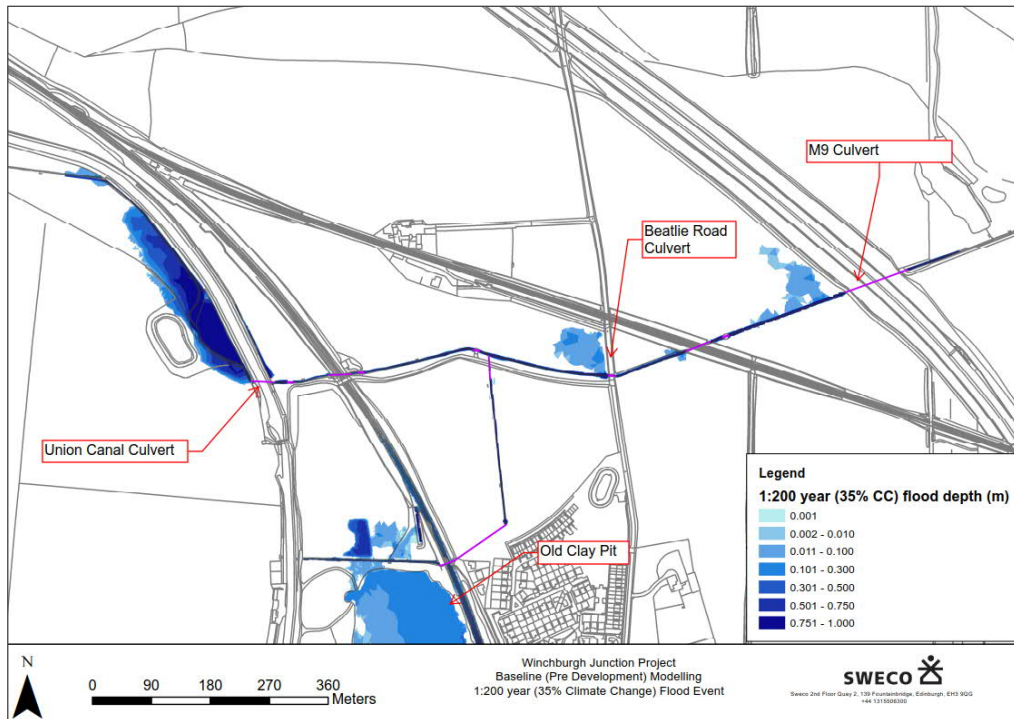 M9 Culvert
Beatlie Road
Culvert
Union Canal Culvert
Old Clay Pit
Legend
1:200 year (35% CC) flood depth (m)
0.001
0.002 - 0.010
0.011 - 0.100
0.101 - 0.300
0.301 - 0.500
0.501 - 0.750
0.751 - 1.000
N
0 90 180 270 360
Meters
Winchburgh Junction Project
Baseline (Pre Development) Modelling
1:200 year (35% Climate Change) Flood Event
SWECO
Sweco 2nd Floor Quay 2, 139 Fountainbridge, Edinburgh, EH3 9QG
+44 1315506300